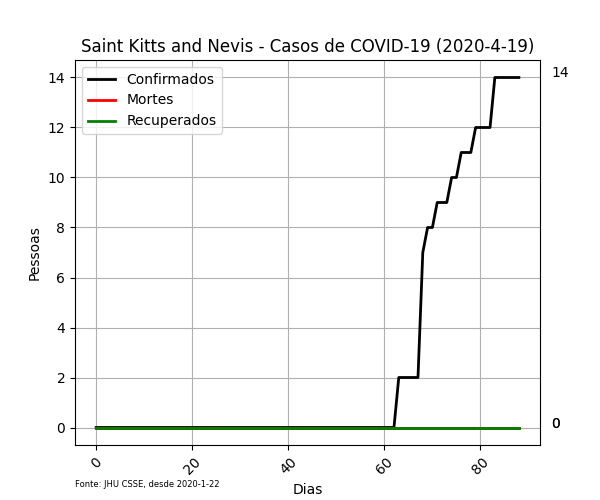 Saint Kitts and Nevis - Casos de COVID-19 (2020-4-19)
Confirmados
Mortes
Recuperados
14
12
10
8
6
4
2
0
Pessoas
14
0
0 20 40 60 80
Dias
Fonte: JHU CSSE, desde 2020-1-22